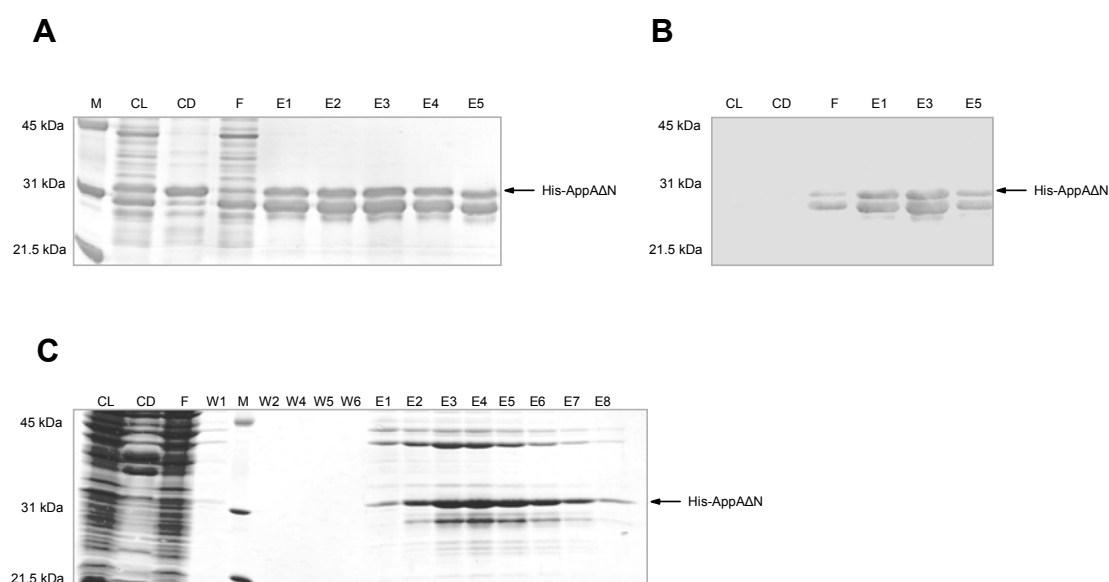 A
B
M CL CD F E1 E2 E3 E4 E5
CL CD F E1 E3 E5
45 kDa
45 kDa
31 kDa
His-AppAΔN
31 kDa
His-AppAΔN
21.5 kDa
21.5 kDa
C
CL CD F W1 M W2 W4 W5 W6 E1 E2 E3 E4 E5 E6 E7 E8
45 kDa
31 kDa
His-AppAΔN
21.5 kDa